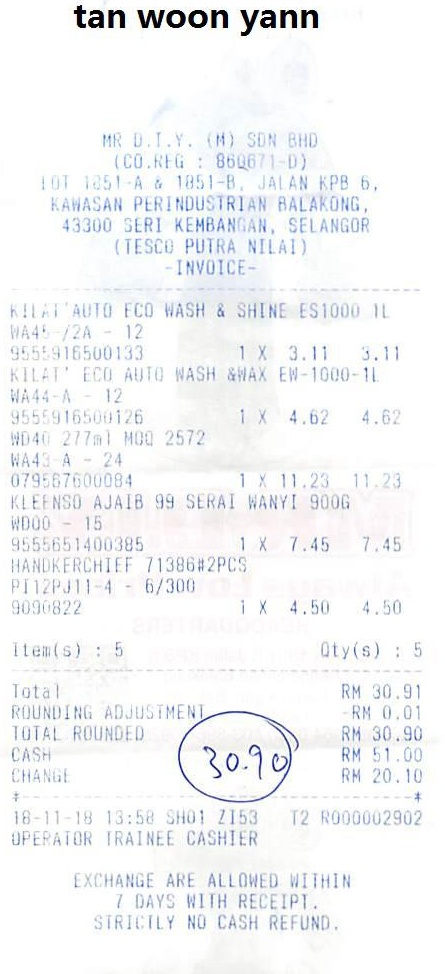 tan woon yann
MR D.I.Y. (M) SDN BHD
(CO.REG : 860671-D)
LOT 1851-A & 1851-B, JALAN KPB 6,
KAWASAN PERINDUSTRIAN BALAKONG,
43300 SERI KEMBANGAN, SELANGOR
(TESCO PUTRA NILAI)
-INVOICE-
KILAT'AUTO ECO WASH & SHINE ES1000 1L
WA45-/2A - 12
9555916500133 1 X 3.11 3.11
KILAT' ECO AUTO WASH &WAX EW-1000-1L
WA44-A - 12
9555916500126 1 X 4.62 4.62
WD40 277ml MOQ 2572
WA43-A - 24
079567600084 1 X 11.23 11.23
KLEENSO AJAIB 99 SERAI WANYI 900G
WD00 - 15
9555651400385 1 X 7.45 7.45
HANDKERCHIEF 71386#2PCS
PI12PJ11-4 - 6/300
9090822 1 X 4.50 4.50
Item(s) : 5 Qty(s) : 5
Total RM 30.91
ROUNDING ADJUSTMENT -RM 0.01
TOTAL ROUNDED RM 30.90
CASH RM 51.00
30.90
CHANGE RM 20.10
18-11-18 13:58 SH01 ZI53 T2 R000002902
OPERATOR TRAINEE CASHIER
EXCHANGE ARE ALLOWED WITHIN
7 DAYS WITH RECEIPT.
STRICTLY NO CASH REFUND.